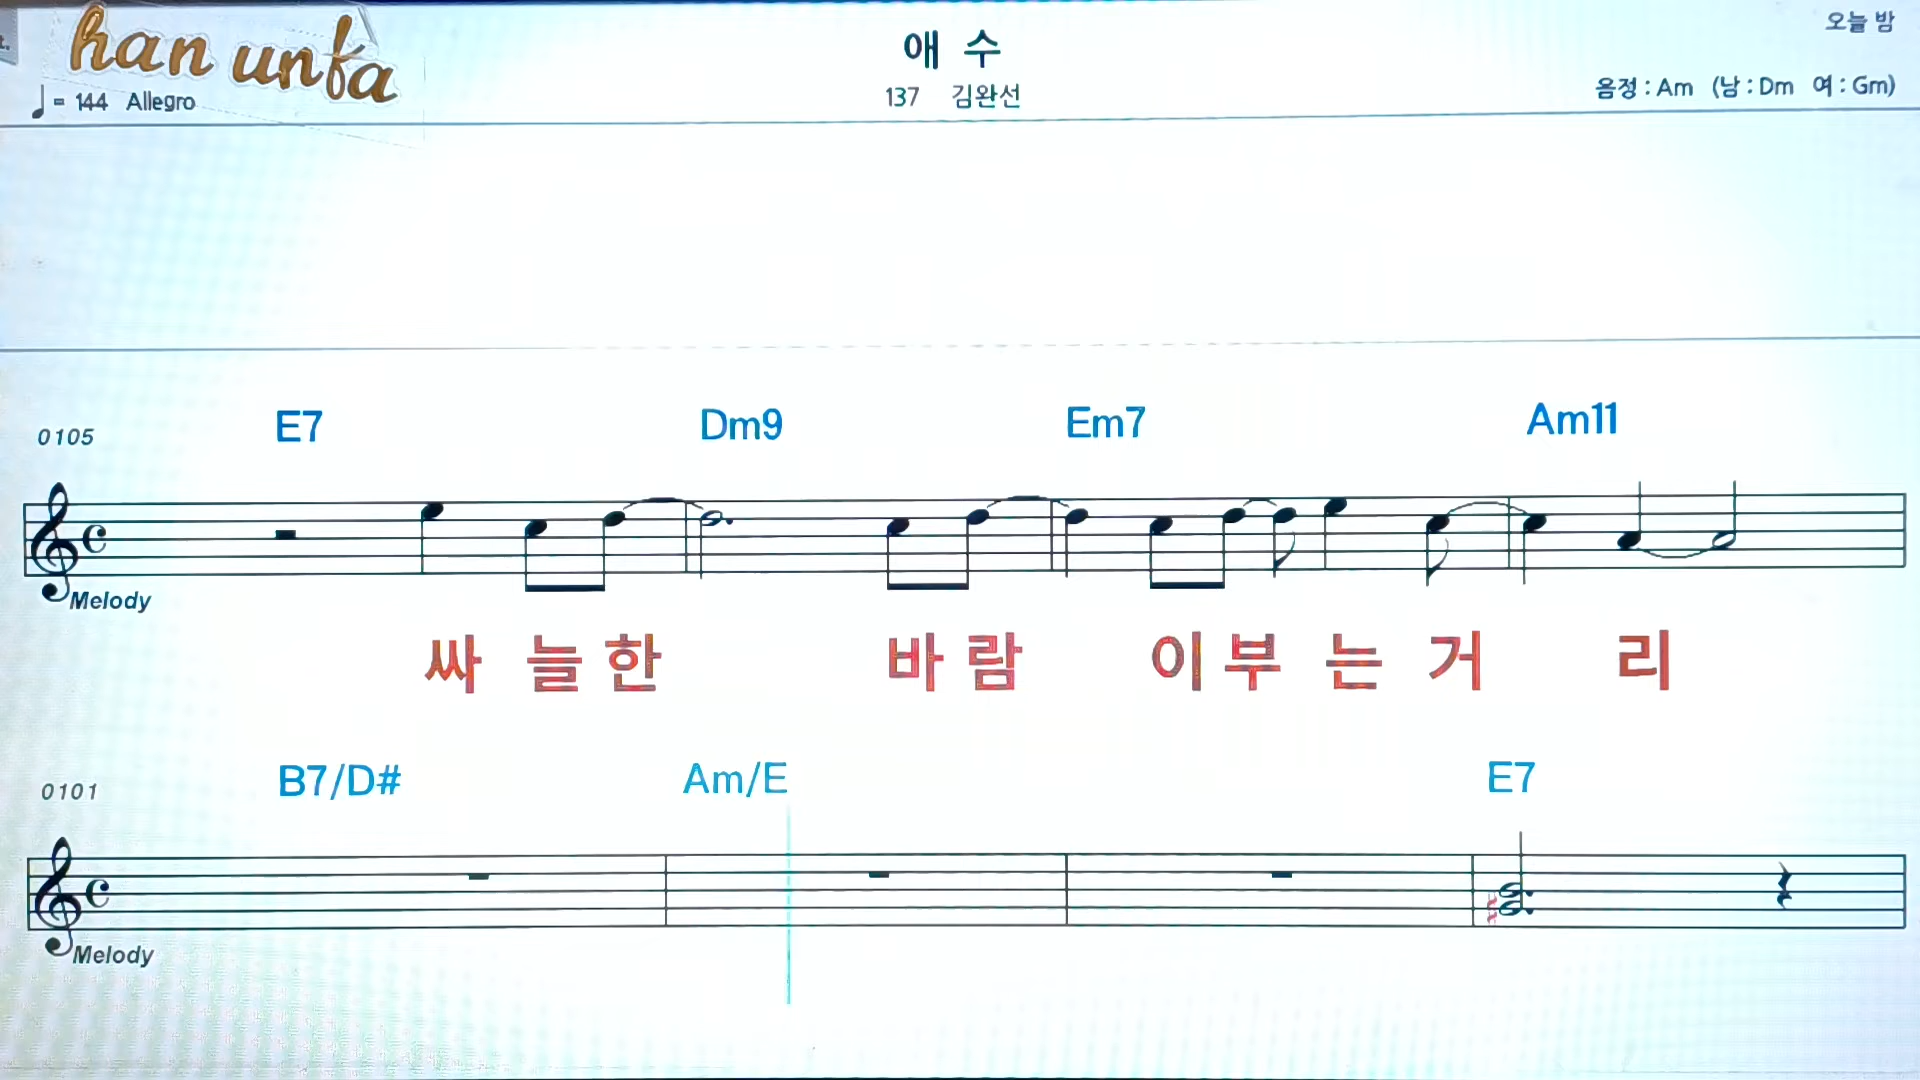 han unfa
오늘 밤
애 수
♩= 144 Allegro
137 김완선
음정 : Am (남 : Dm 여 : Gm)
0105 E7 Dm9 Em7 Am11
Melody
싸 늘 한 바 람 이 부 는 거 리
0101 B7/D# Am/E E7
Melody